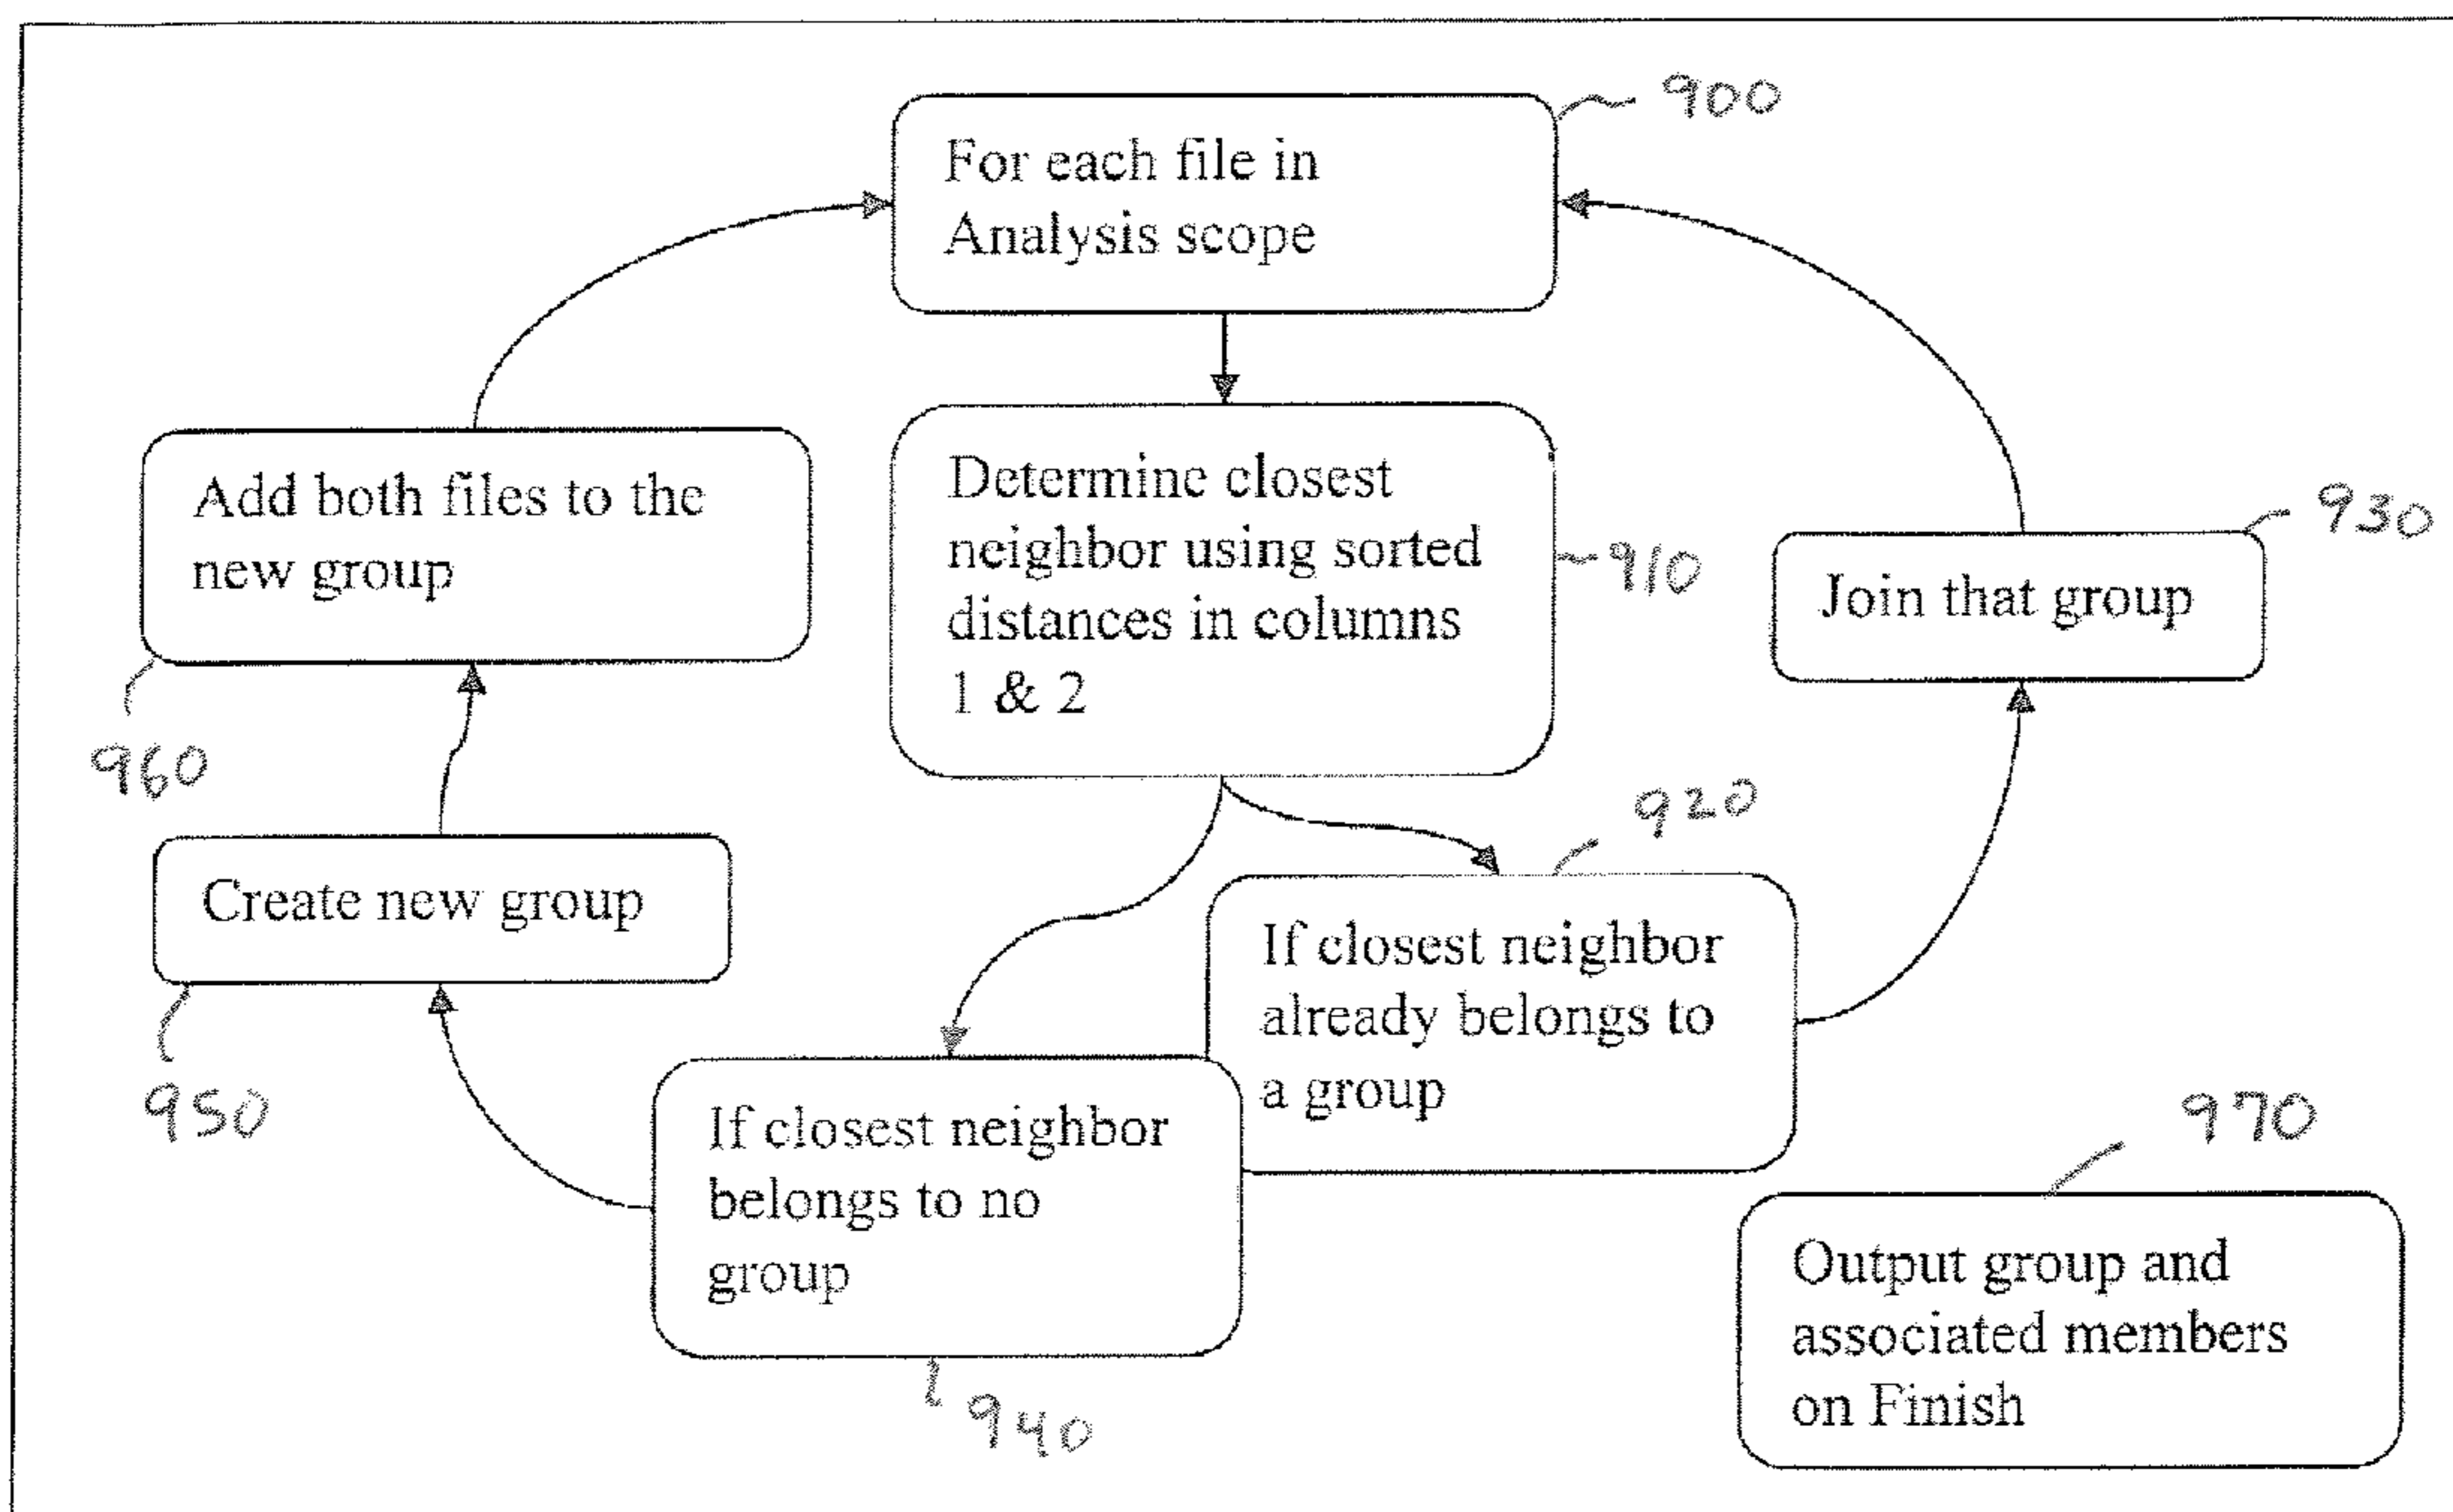 900
For each file in
Analysis scope
Add both files to the
new group
960
Determine closest
neighbor using sorted
distances in columns
1 & 2
910
930
Join that group
920
Create new group
950
If closest neighbor
already belongs to
a group
If closest neighbor
belongs to no
group
940
970
Output group and
associated members
on Finish